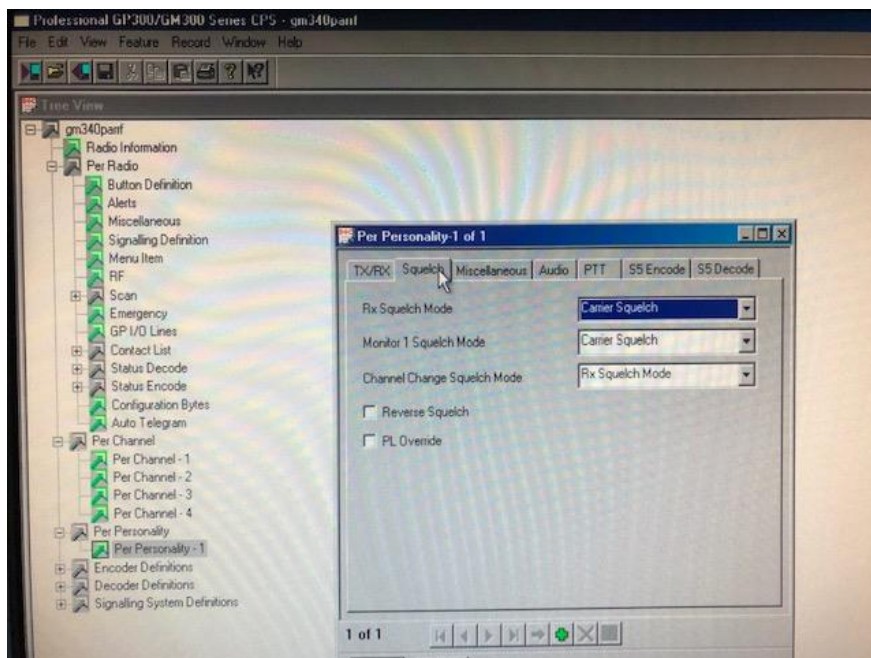 Professional GP300/GM300 Series CPS - gm340panf
File Edit View Feature Record Window Help
Tree View
gm340panf
Radio Information
Per Radio
Button Definition
Alerts
Miscellaneous
Signalling Definition
Menu Item
RF
Scan
Emergency
GP I/O Lines
Contact List
Status Decode
Status Encode
Configuration Bytes
Auto Telegram
Per Channel
Per Channel - 1
Per Channel - 2
Per Channel - 3
Per Channel - 4
Per Personality
Per Personality - 1
Encoder Definitions
Decoder Definitions
Signalling System Definitions
Per Personality-1 of 1
TX/RX Squelch Miscellaneous Audio PTT S5 Encode S5 Decode
Rx Squelch Mode Carrier Squelch
Monitor 1 Squelch Mode Carrier Squelch
Channel Change Squelch Mode Rx Squelch Mode
Reverse Squelch
PL Override
1 of 1